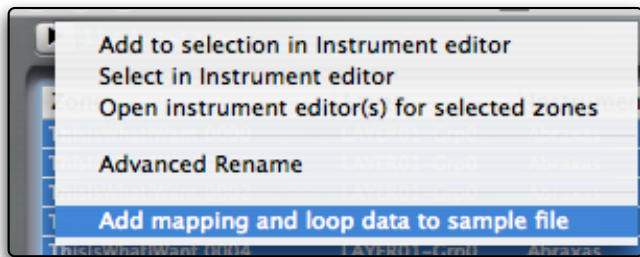 Add to selection in Instrument editor
Select in Instrument editor
Open instrument editor(s) for selected zones
Advanced Rename
Add mapping and loop data to sample file
ThisIsWhatIWant 0004 LAYER01-Grp0 Abraxas